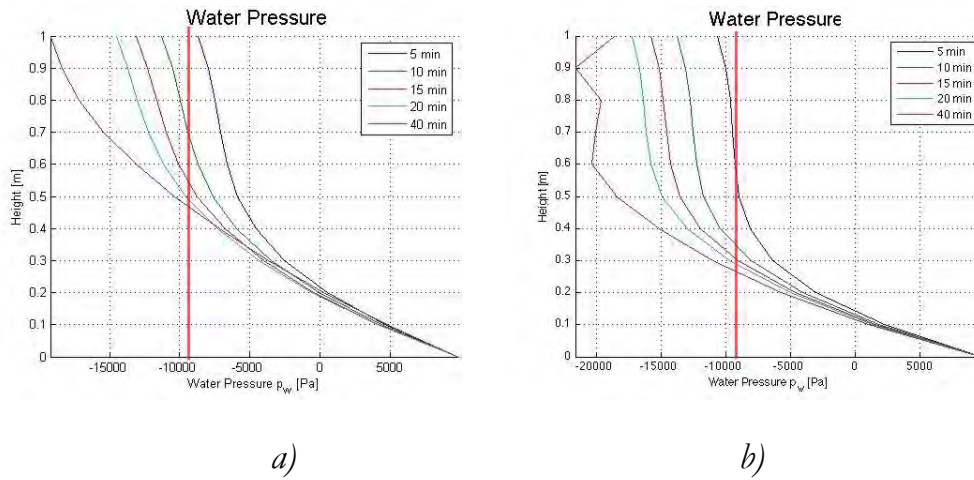 Water Pressure
1
0.9
0.8
0.7
0.6
0.5
0.4
0.3
0.2
0.1
0
Height [m]
5 min
10 min
15 min
20 min
40 min
-15000 -10000 -5000 0 5000
Water Pressure p_w [Pa]
a)
Water Pressure
1
0.9
0.8
0.7
0.6
0.5
0.4
0.3
0.2
0.1
0
Height [m]
5 min
10 min
15 min
20 min
40 min
-20000 -15000 -10000 -5000 0 5000
Water Pressure p_w [Pa]
b)